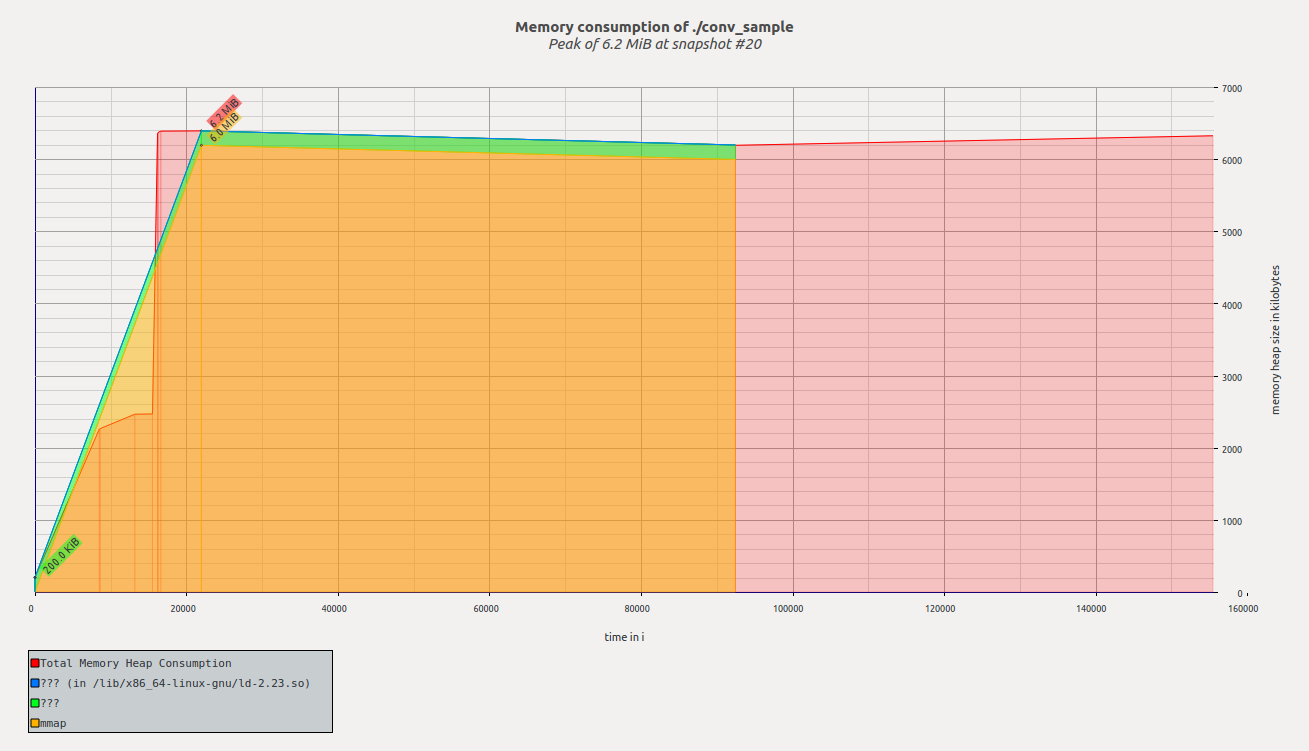 Memory consumption of ./conv_sample
Peak of 6.2 MiB at snapshot #20
7000
6.2 MiB
6.0 MiB
6000
5000
4000
memory heap size in kilobytes
3000
2000
1000
200.0 KiB
0
0 20000 40000 60000 80000 100000 120000 140000 160000
time in i
Total Memory Heap Consumption
??? (in /lib/x86_64-linux-gnu/ld-2.23.so)
???
mmap